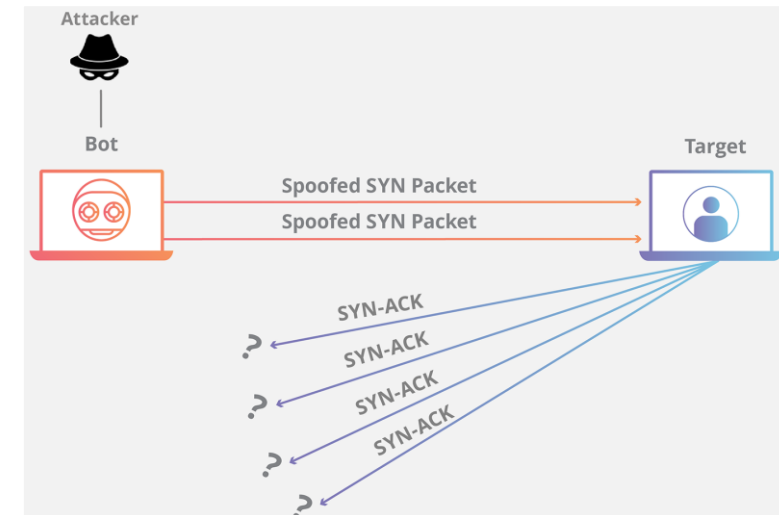 Attacker
Bot
Target
Spoofed SYN Packet
Spoofed SYN Packet
SYN-ACK
?
SYN-ACK
?
SYN-ACK
?
SYN-ACK
?